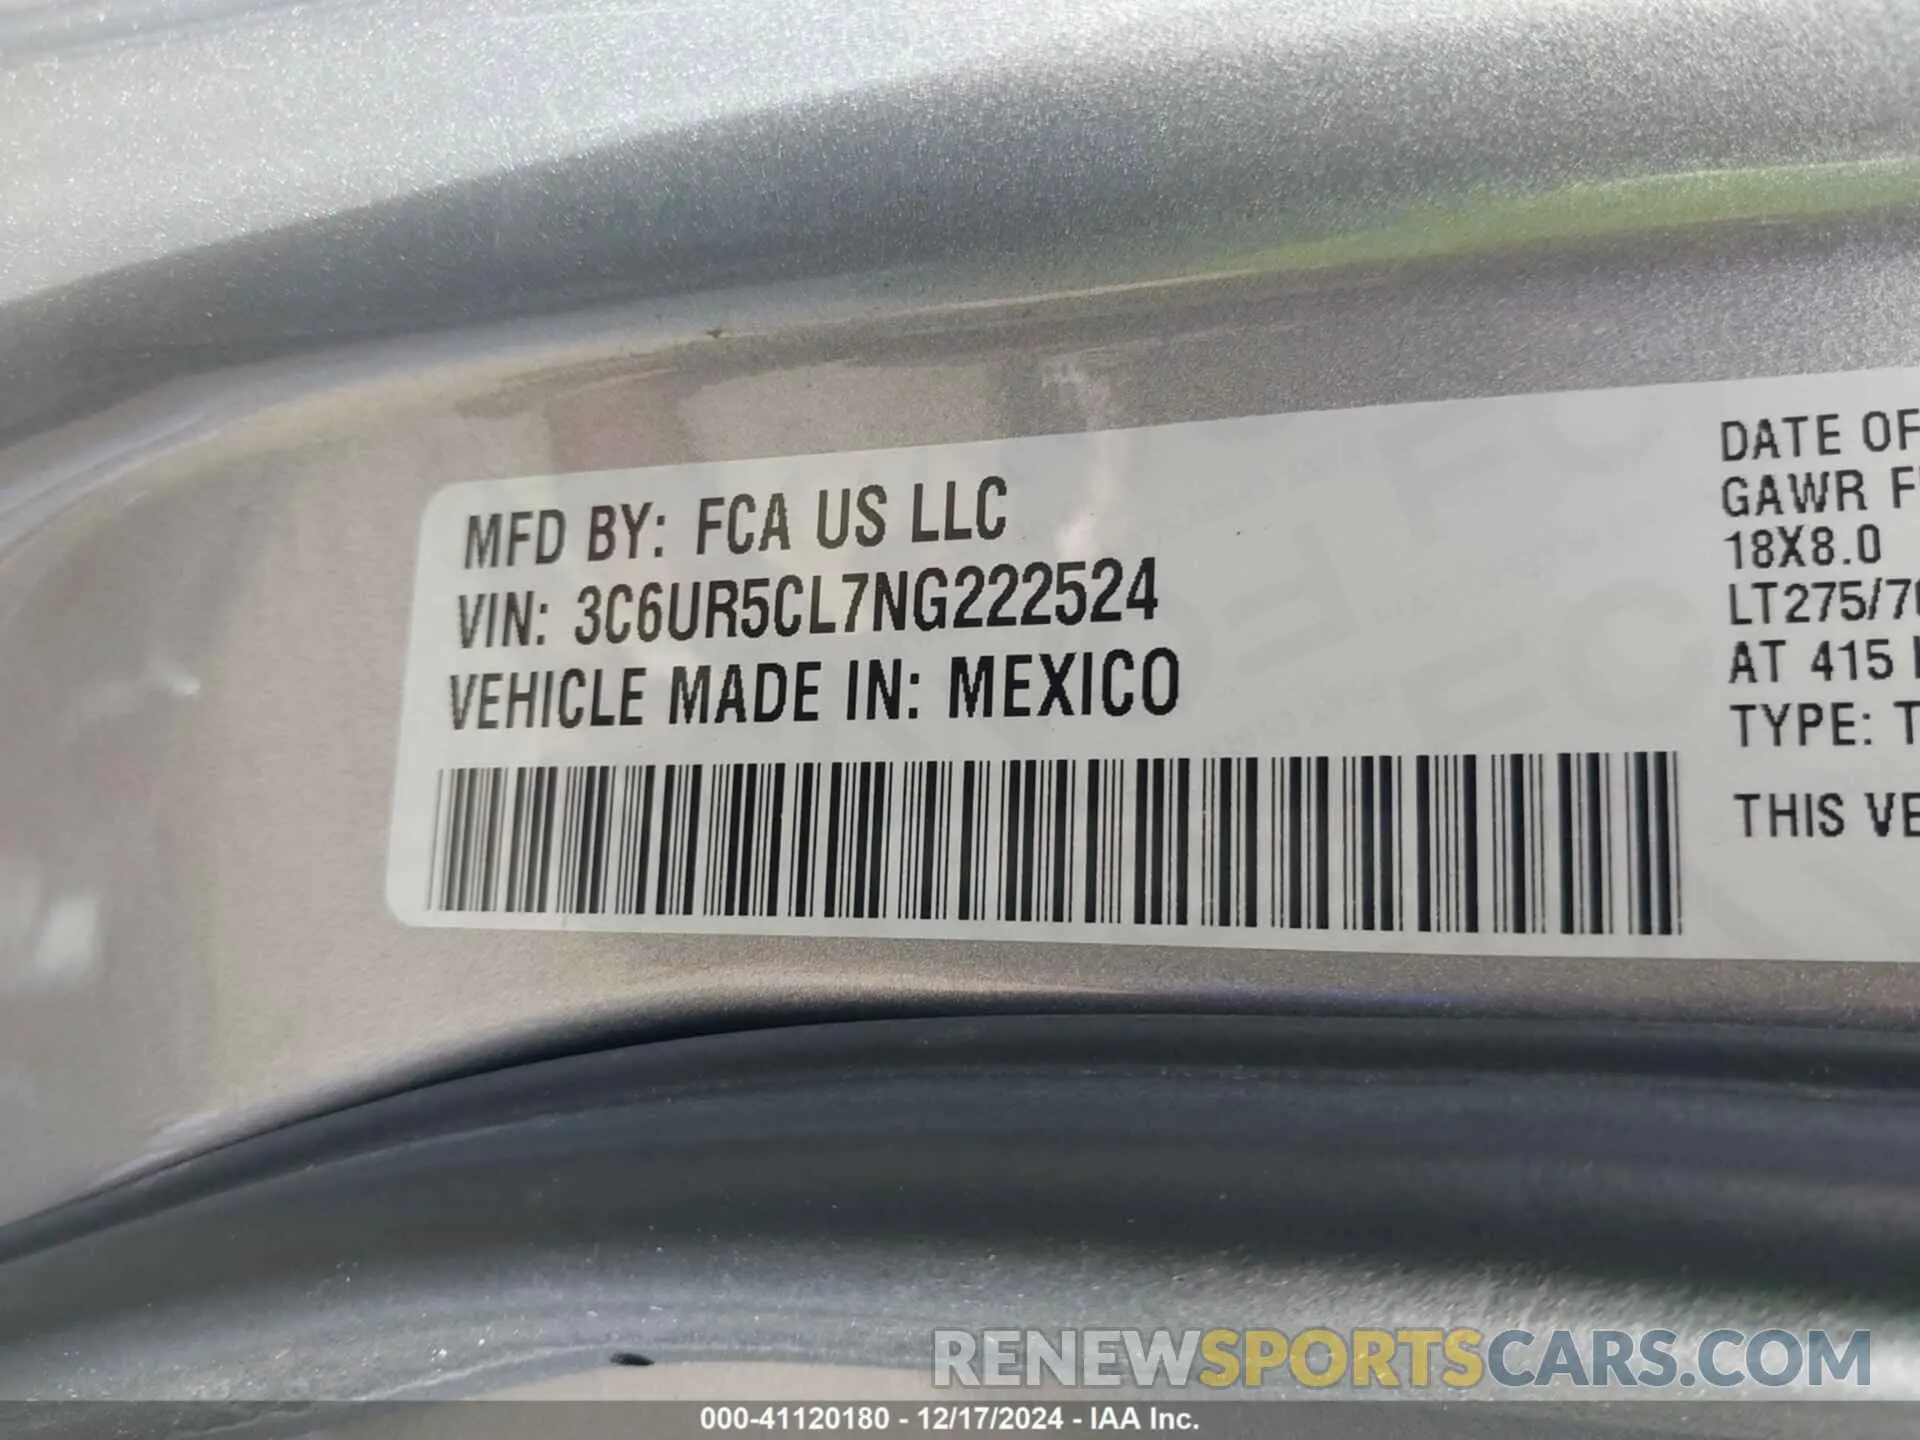 MFD BY: FCA US LLC
VIN: 3C6UR5CL7NG222524
VEHICLE MADE IN: MEXICO
DATE OF
GAWR F
18X8.0
LT275/7
AT 415
TYPE: T
THIS VE
RENEWSPORTSCARS.COM
000-41120180 - 12/17/2024 - IAA Inc.